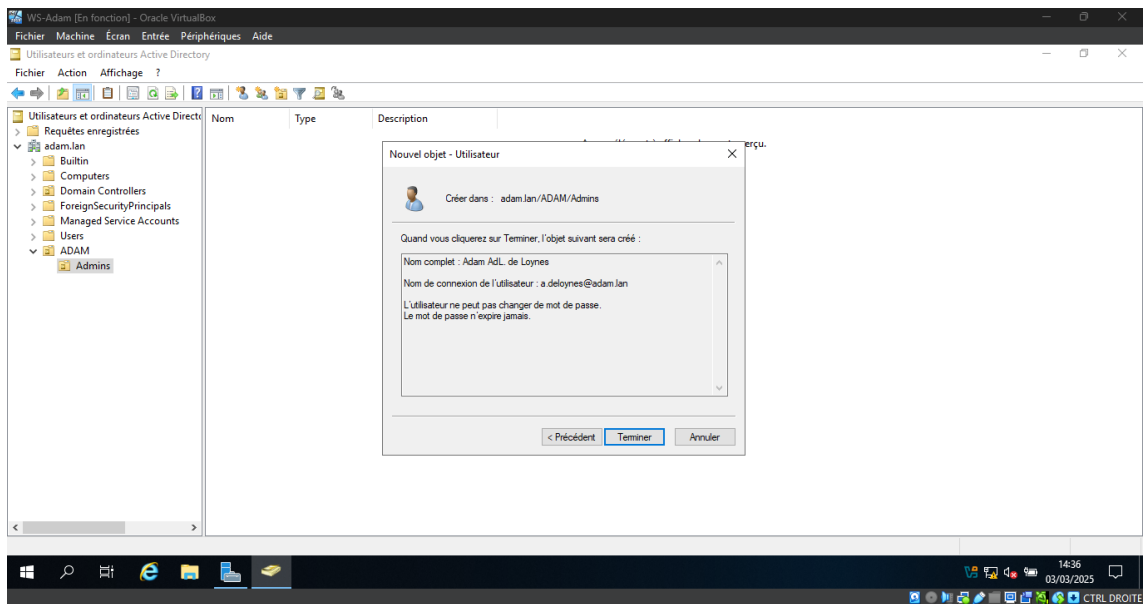 WS-Adam [En fonction] - Oracle VirtualBox
Fichier Machine Écran Entrée Périphériques Aide
Utilisateurs et ordinateurs Active Directory
Fichier Action Affichage ?
Utilisateurs et ordinateurs Active Directo
Nom Type Description
Requêtes enregistrées
adam.lan
Builtin
Computers
Domain Controllers
ForeignSecurityPrincipals
Managed Service Accounts
Users
ADAM
Admins
erçu.
Nouvel objet - Utilisateur
Créer dans : adam.lan/ADAM/Admins
Quand vous cliquerez sur Terminer, l'objet suivant sera créé :
Nom complet : Adam AdL. de Loynes
Nom de connexion de l'utilisateur : a.deloynes@adam.lan
L'utilisateur ne peut pas changer de mot de passe.
Le mot de passe n'expire jamais.
< Précédent Terminer Annuler
14:36
03/03/2025
CTRL DROITE